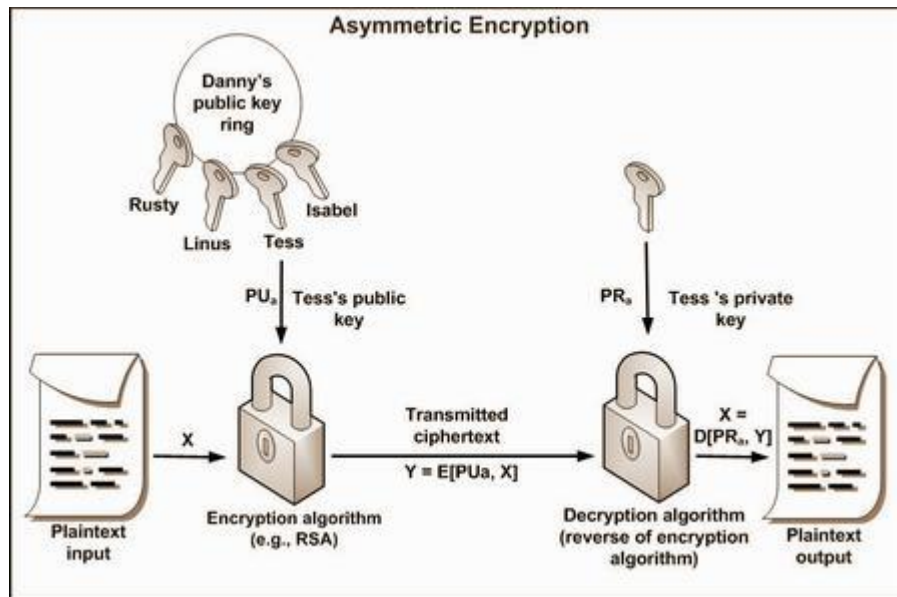 Asymmetric Encryption
Danny's
public key
ring
Rusty
Linus
Tess
Isabel
PUₐ
Tess's public
key
PRₐ
Tess 's private
key
X
Transmitted
ciphertext
Y = E[PUa, X]
X =
D[PRₐ, Y]
Plaintext
input
Encryption algorithm
(e.g., RSA)
Decryption algorithm
(reverse of encryption
algorithm)
Plaintext
output